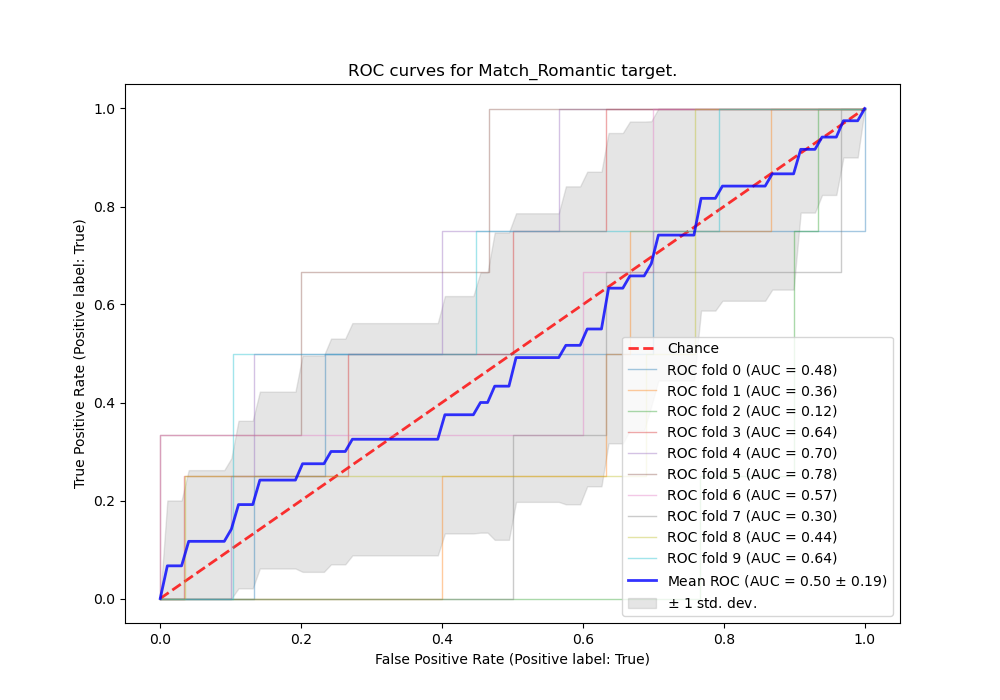 ROC curves for Match_Romantic target.
True Positive Rate (Positive label: True)
1.0
0.8
0.6
0.4
0.2
0.0
0.0 0.2 0.4 0.6 0.8 1.0
False Positive Rate (Positive label: True)
Chance
ROC fold 0 (AUC = 0.48)
ROC fold 1 (AUC = 0.36)
ROC fold 2 (AUC = 0.12)
ROC fold 3 (AUC = 0.64)
ROC fold 4 (AUC = 0.70)
ROC fold 5 (AUC = 0.78)
ROC fold 6 (AUC = 0.57)
ROC fold 7 (AUC = 0.30)
ROC fold 8 (AUC = 0.44)
ROC fold 9 (AUC = 0.64)
Mean ROC (AUC = 0.50 ± 0.19)
± 1 std. dev.